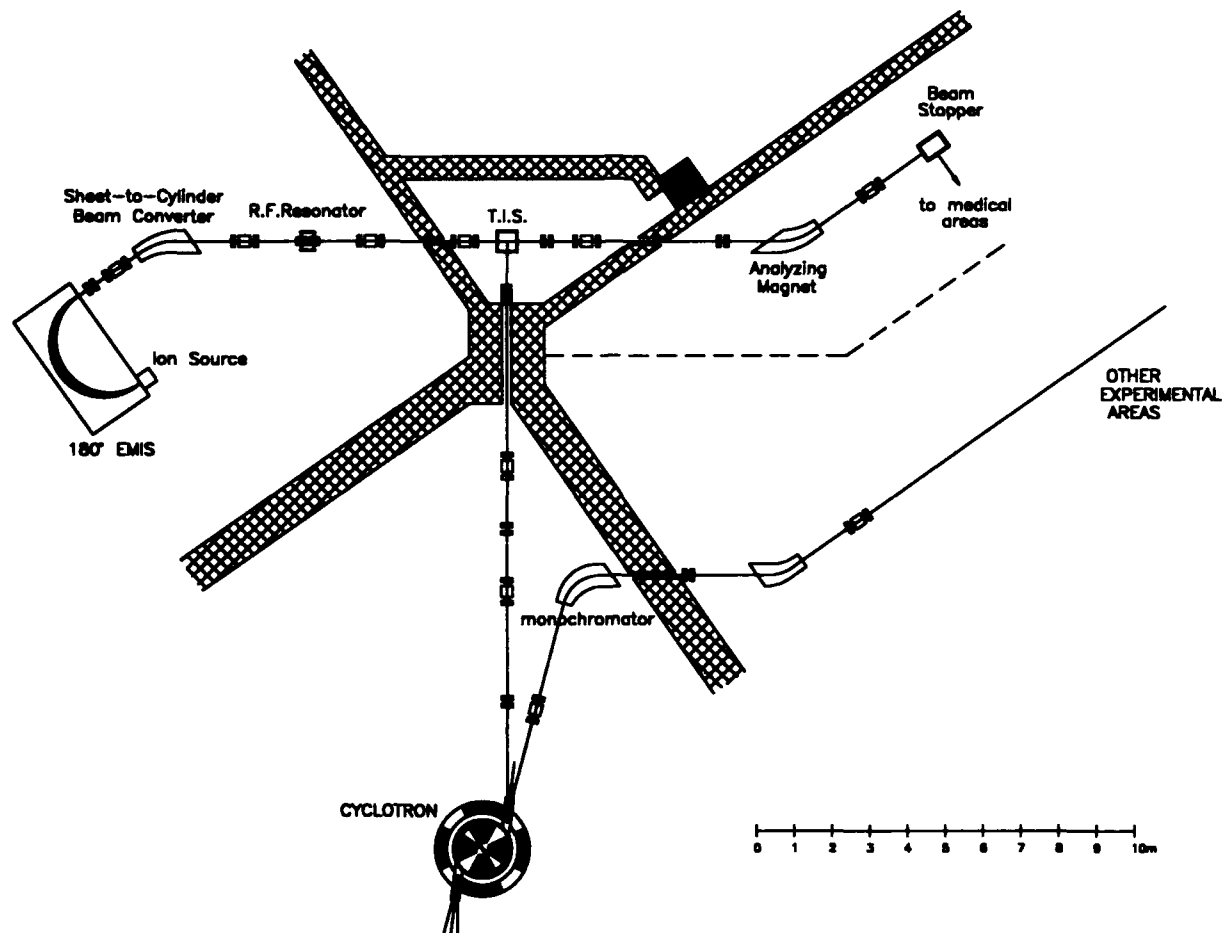 Beam
Stopper
Sheet-to-Cylinder
Beam Converter
R.F.Resonator
T.I.S.
to medical
areas
Analyzing
Magnet
Ion Source
180° EMIS
OTHER
EXPERIMENTAL
AREAS
monochromator
CYCLOTRON
0 1 2 3 4 5 6 7 8 9 10m